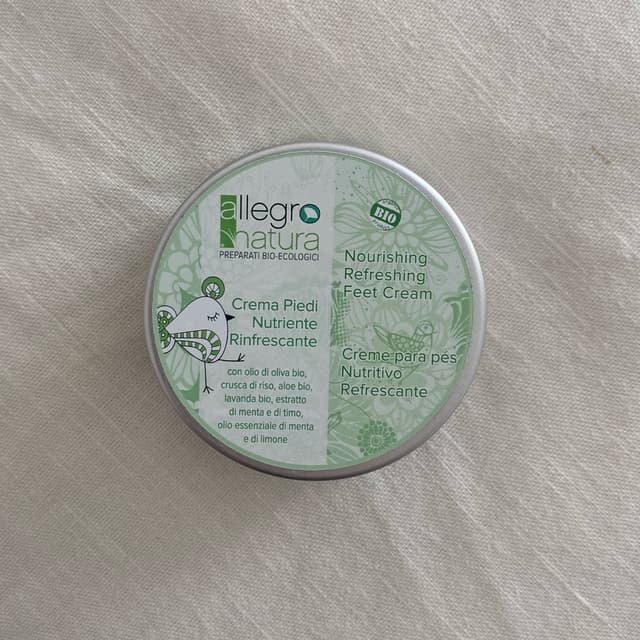 allegro
natura
PREPARATI BIO-ECOLOGICI
Crema Piedi
Nutriente
Rinfrescante
con olio di oliva bio,
crusca di riso, aloe bio,
lavanda bio, estratto
di menta e di timo,
olio essenziale di menta
e di limone
BIO
Nourishing
Refreshing
Feet Cream
Creme para pés
Nutritivo
Refrescante